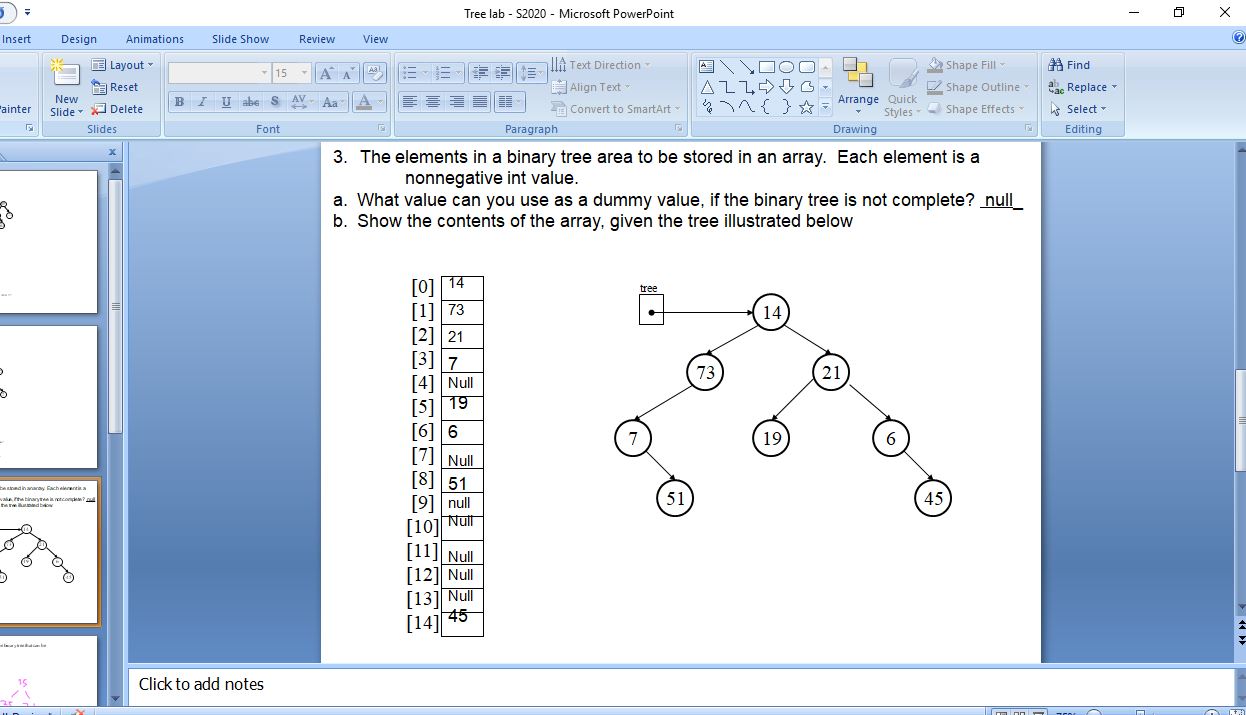 Tree lab - S2020 - Microsoft PowerPoint
Insert Design Animations Slide Show Review View
Layout
Reset
New Slide
Delete
Slides
15
B I U abc S AV Aa A
Font
Text Direction
Align Text
Convert to SmartArt
Paragraph
Arrange
Quick Styles
Shape Fill
Shape Outline
Shape Effects
Drawing
Find
Replace
Select
Editing
3. The elements in a binary tree area to be stored in an array. Each element is a
nonnegative int value.
a. What value can you use as a dummy value, if the binary tree is not complete? null_
b. Show the contents of the array, given the tree illustrated below
[0] 14
[1] 73
[2] 21
[3] 7
[4] Null
[5] 19
[6] 6
[7] Null
[8] 51
[9] null
[10] Null
[11] Null
[12] Null
[13] Null
[14] 45
tree
14
73 21
7 19 6
51 45
Click to add notes